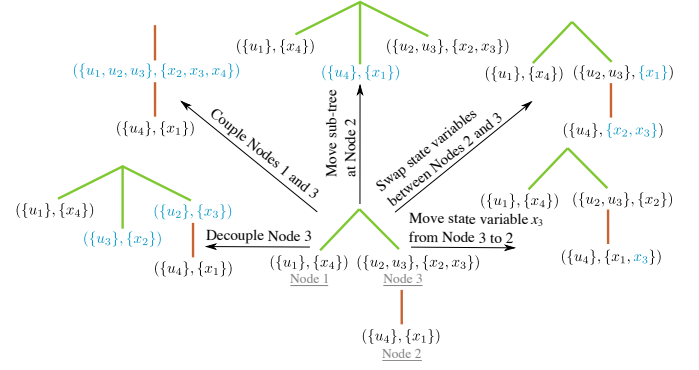 ({u₁}, {x₄})
({u₂, u₃}, {x₂, x₃})
({u₄}, {x₁})
({u₁, u₂, u₃}, {x₂, x₃, x₄})
({u₄}, {x₁})
({u₁}, {x₄})
({u₂, u₃}, {x₁})
({u₄}, {x₂, x₃})
Couple Nodes 1 and 3
Move sub-tree
at Node 2
Swap state variables
between Nodes 2 and 3
({u₁}, {x₄})
({u₂}, {x₃})
({u₃}, {x₂})
({u₄}, {x₁})
Decouple Node 3
Move state variable x₃
from Node 3 to 2
({u₁}, {x₄})
({u₂, u₃}, {x₂})
({u₄}, {x₁, x₃})
({u₁}, {x₄})
({u₂, u₃}, {x₂, x₃})
Node 1
Node 3
({u₄}, {x₁})
Node 2